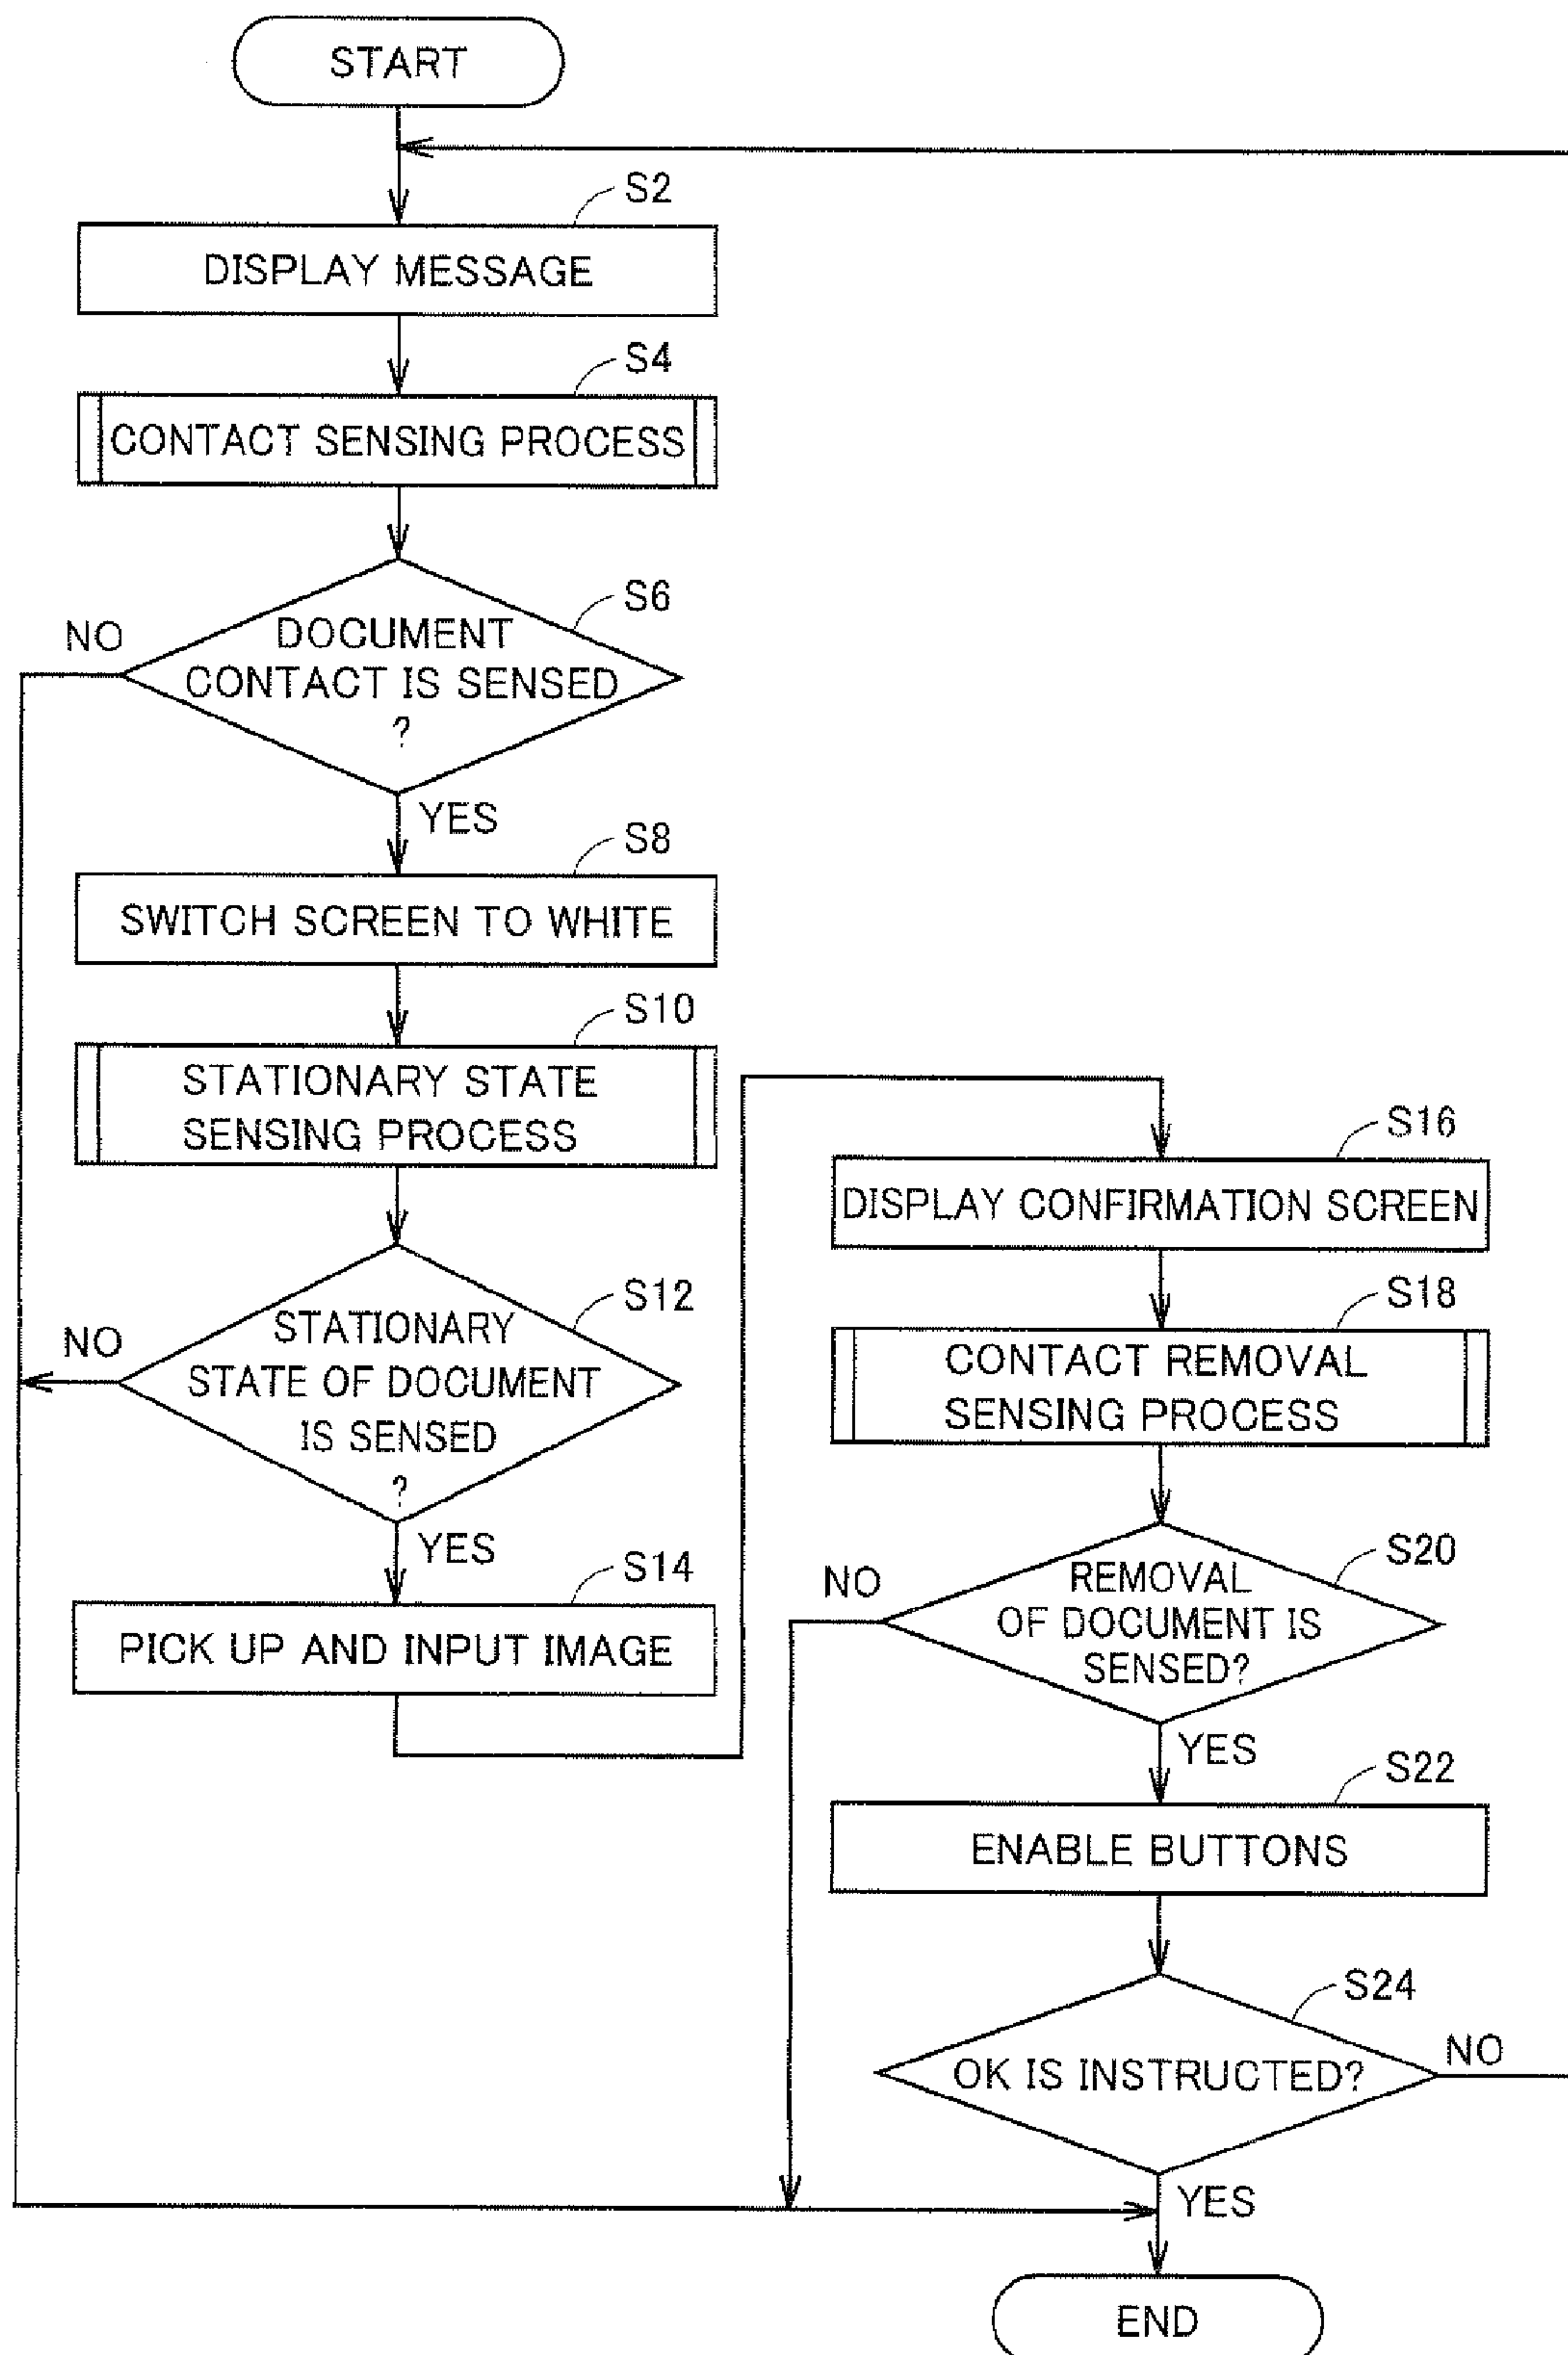 START
S2
DISPLAY MESSAGE
S4
CONTACT SENSING PROCESS
S6
NO
DOCUMENT
CONTACT IS SENSED
?
YES
S8
SWITCH SCREEN TO WHITE
S10
STATIONARY STATE
SENSING PROCESS
S12
NO
STATIONARY
STATE OF DOCUMENT
IS SENSED
?
YES
S14
PICK UP AND INPUT IMAGE
S16
DISPLAY CONFIRMATION SCREEN
S18
CONTACT REMOVAL
SENSING PROCESS
S20
NO
REMOVAL
OF DOCUMENT IS
SENSED?
YES
S22
ENABLE BUTTONS
S24
OK IS INSTRUCTED?
NO
YES
END